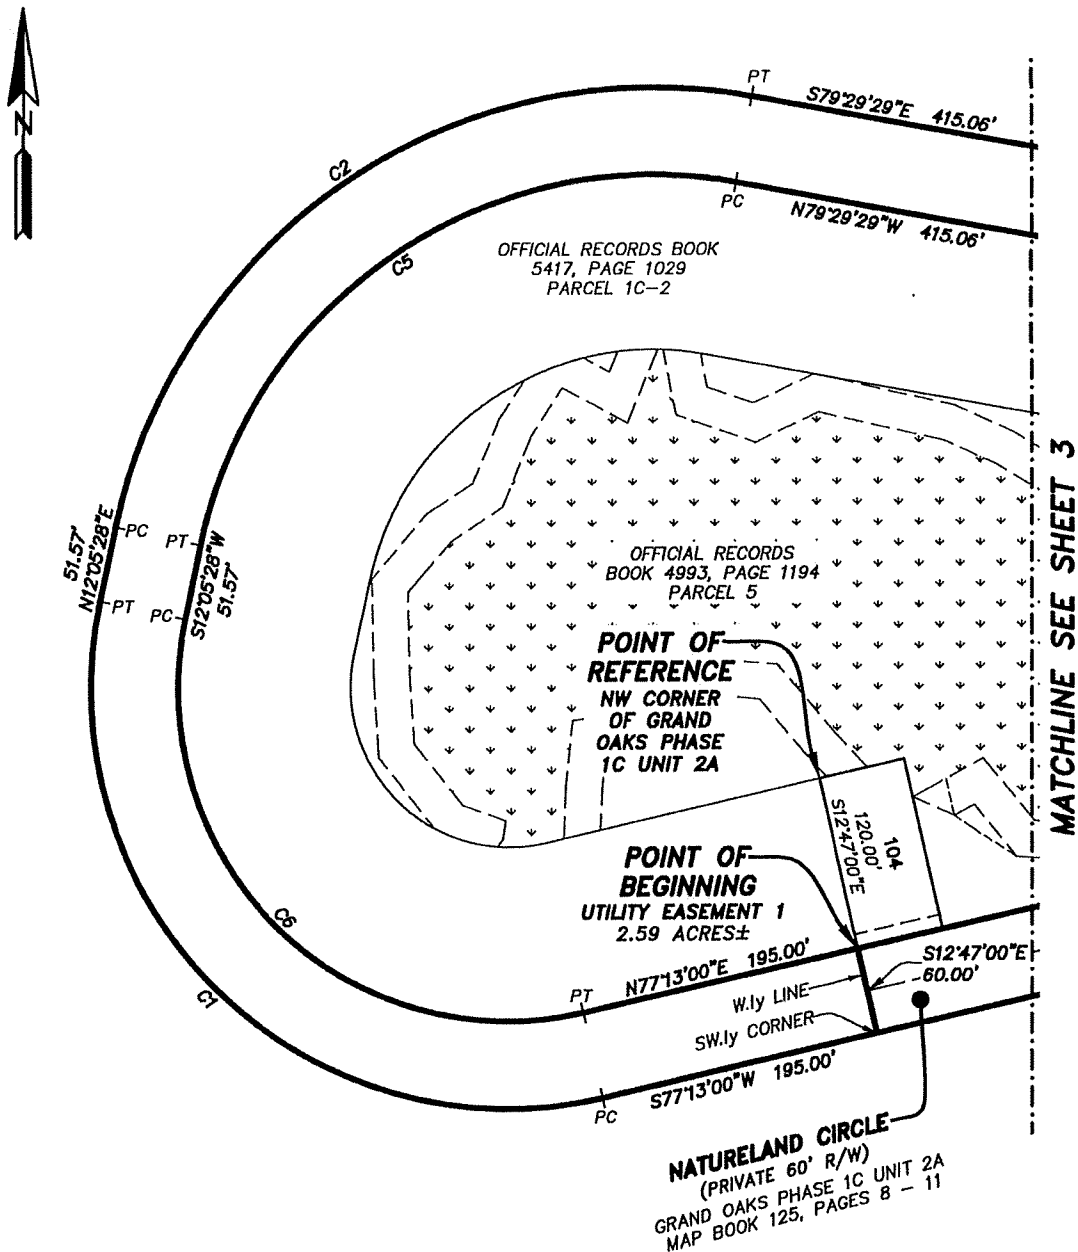 N
PT
S79°29'29"E 415.06'
C2
PC
N79°29'29"W 415.06'
C5
OFFICIAL RECORDS BOOK
5417, PAGE 1029
PARCEL 1C-2
MATCHLINE SEE SHEET 3
51.57'
N12°05'28"E
PC
PT
PT
PC
S12°05'28"W
51.57'
OFFICIAL RECORDS
BOOK 4993, PAGE 1194
PARCEL 5
POINT OF
REFERENCE
NW CORNER
OF GRAND
OAKS PHASE
1C UNIT 2A
104
120.00'
S12°47'00"E
POINT OF
BEGINNING
UTILITY EASEMENT 1
2.59 ACRES±
C6
C1
N77°13'00"E 195.00'
PT
S12°47'00"E
60.00'
W.ly LINE
SW.ly CORNER
S77°13'00"W 195.00'
PC
NATURELAND CIRCLE
(PRIVATE 60' R/W)
GRAND OAKS PHASE 1C UNIT 2A
MAP BOOK 125, PAGES 8 - 11